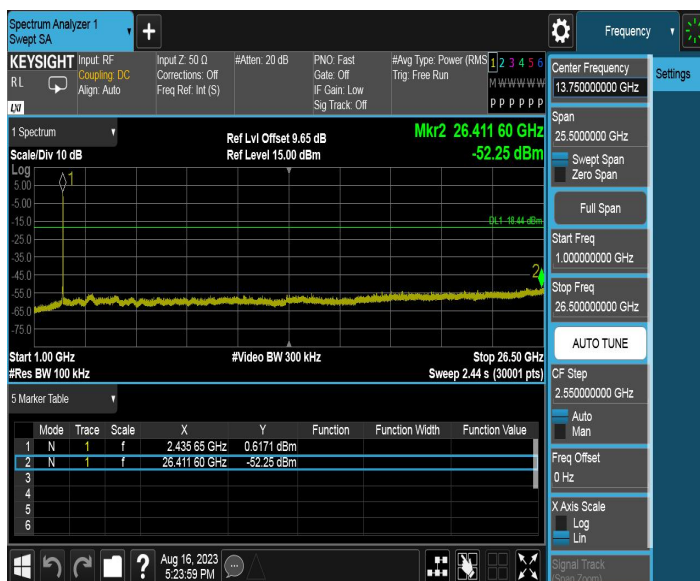 Spectrum Analyzer 1
Swept SA
+
Frequency
Settings
KEYSIGHT
RL
LXI
Input: RF
Coupling: DC
Align: Auto
Input Z: 50 Ω
Corrections: Off
Freq Ref: Int (S)
#Atten: 20 dB
PNO: Fast
Gate: Off
IF Gain: Low
Sig Track: Off
#Avg Type: Power (RMS
Trig: Free Run
1 2 3 4 5 6
M W W W W W
P P P P P P
1 Spectrum
Scale/Div 10 dB
Ref Lvl Offset 9.65 dB
Ref Level 15.00 dBm
Mkr2 26.411 60 GHz
-52.25 dBm
Log
5.00
-5.00
-15.0
-25.0
-35.0
-45.0
-55.0
-65.0
-75.0
1
DL1 -18.44 dBm
2
Start 1.00 GHz
#Res BW 100 kHz
#Video BW 300 kHz
Stop 26.50 GHz
Sweep 2.44 s (30001 pts)
5 Marker Table
Mode Trace Scale X Y Function Function Width Function Value
1 N 1 f 2.435 65 GHz 0.6171 dBm
2 N 1 f 26.411 60 GHz -52.25 dBm
3
4
5
6
?
Aug 16, 2023
5:23:59 PM
Center Frequency
13.750000000 GHz
Span
25.5000000 GHz
Swept Span
Zero Span
Full Span
Start Freq
1.000000000 GHz
Stop Freq
26.500000000 GHz
AUTO TUNE
CF Step
2.550000000 GHz
Auto
Man
Freq Offset
0 Hz
X Axis Scale
Log
Lin
Signal Track
(Span Zoom)